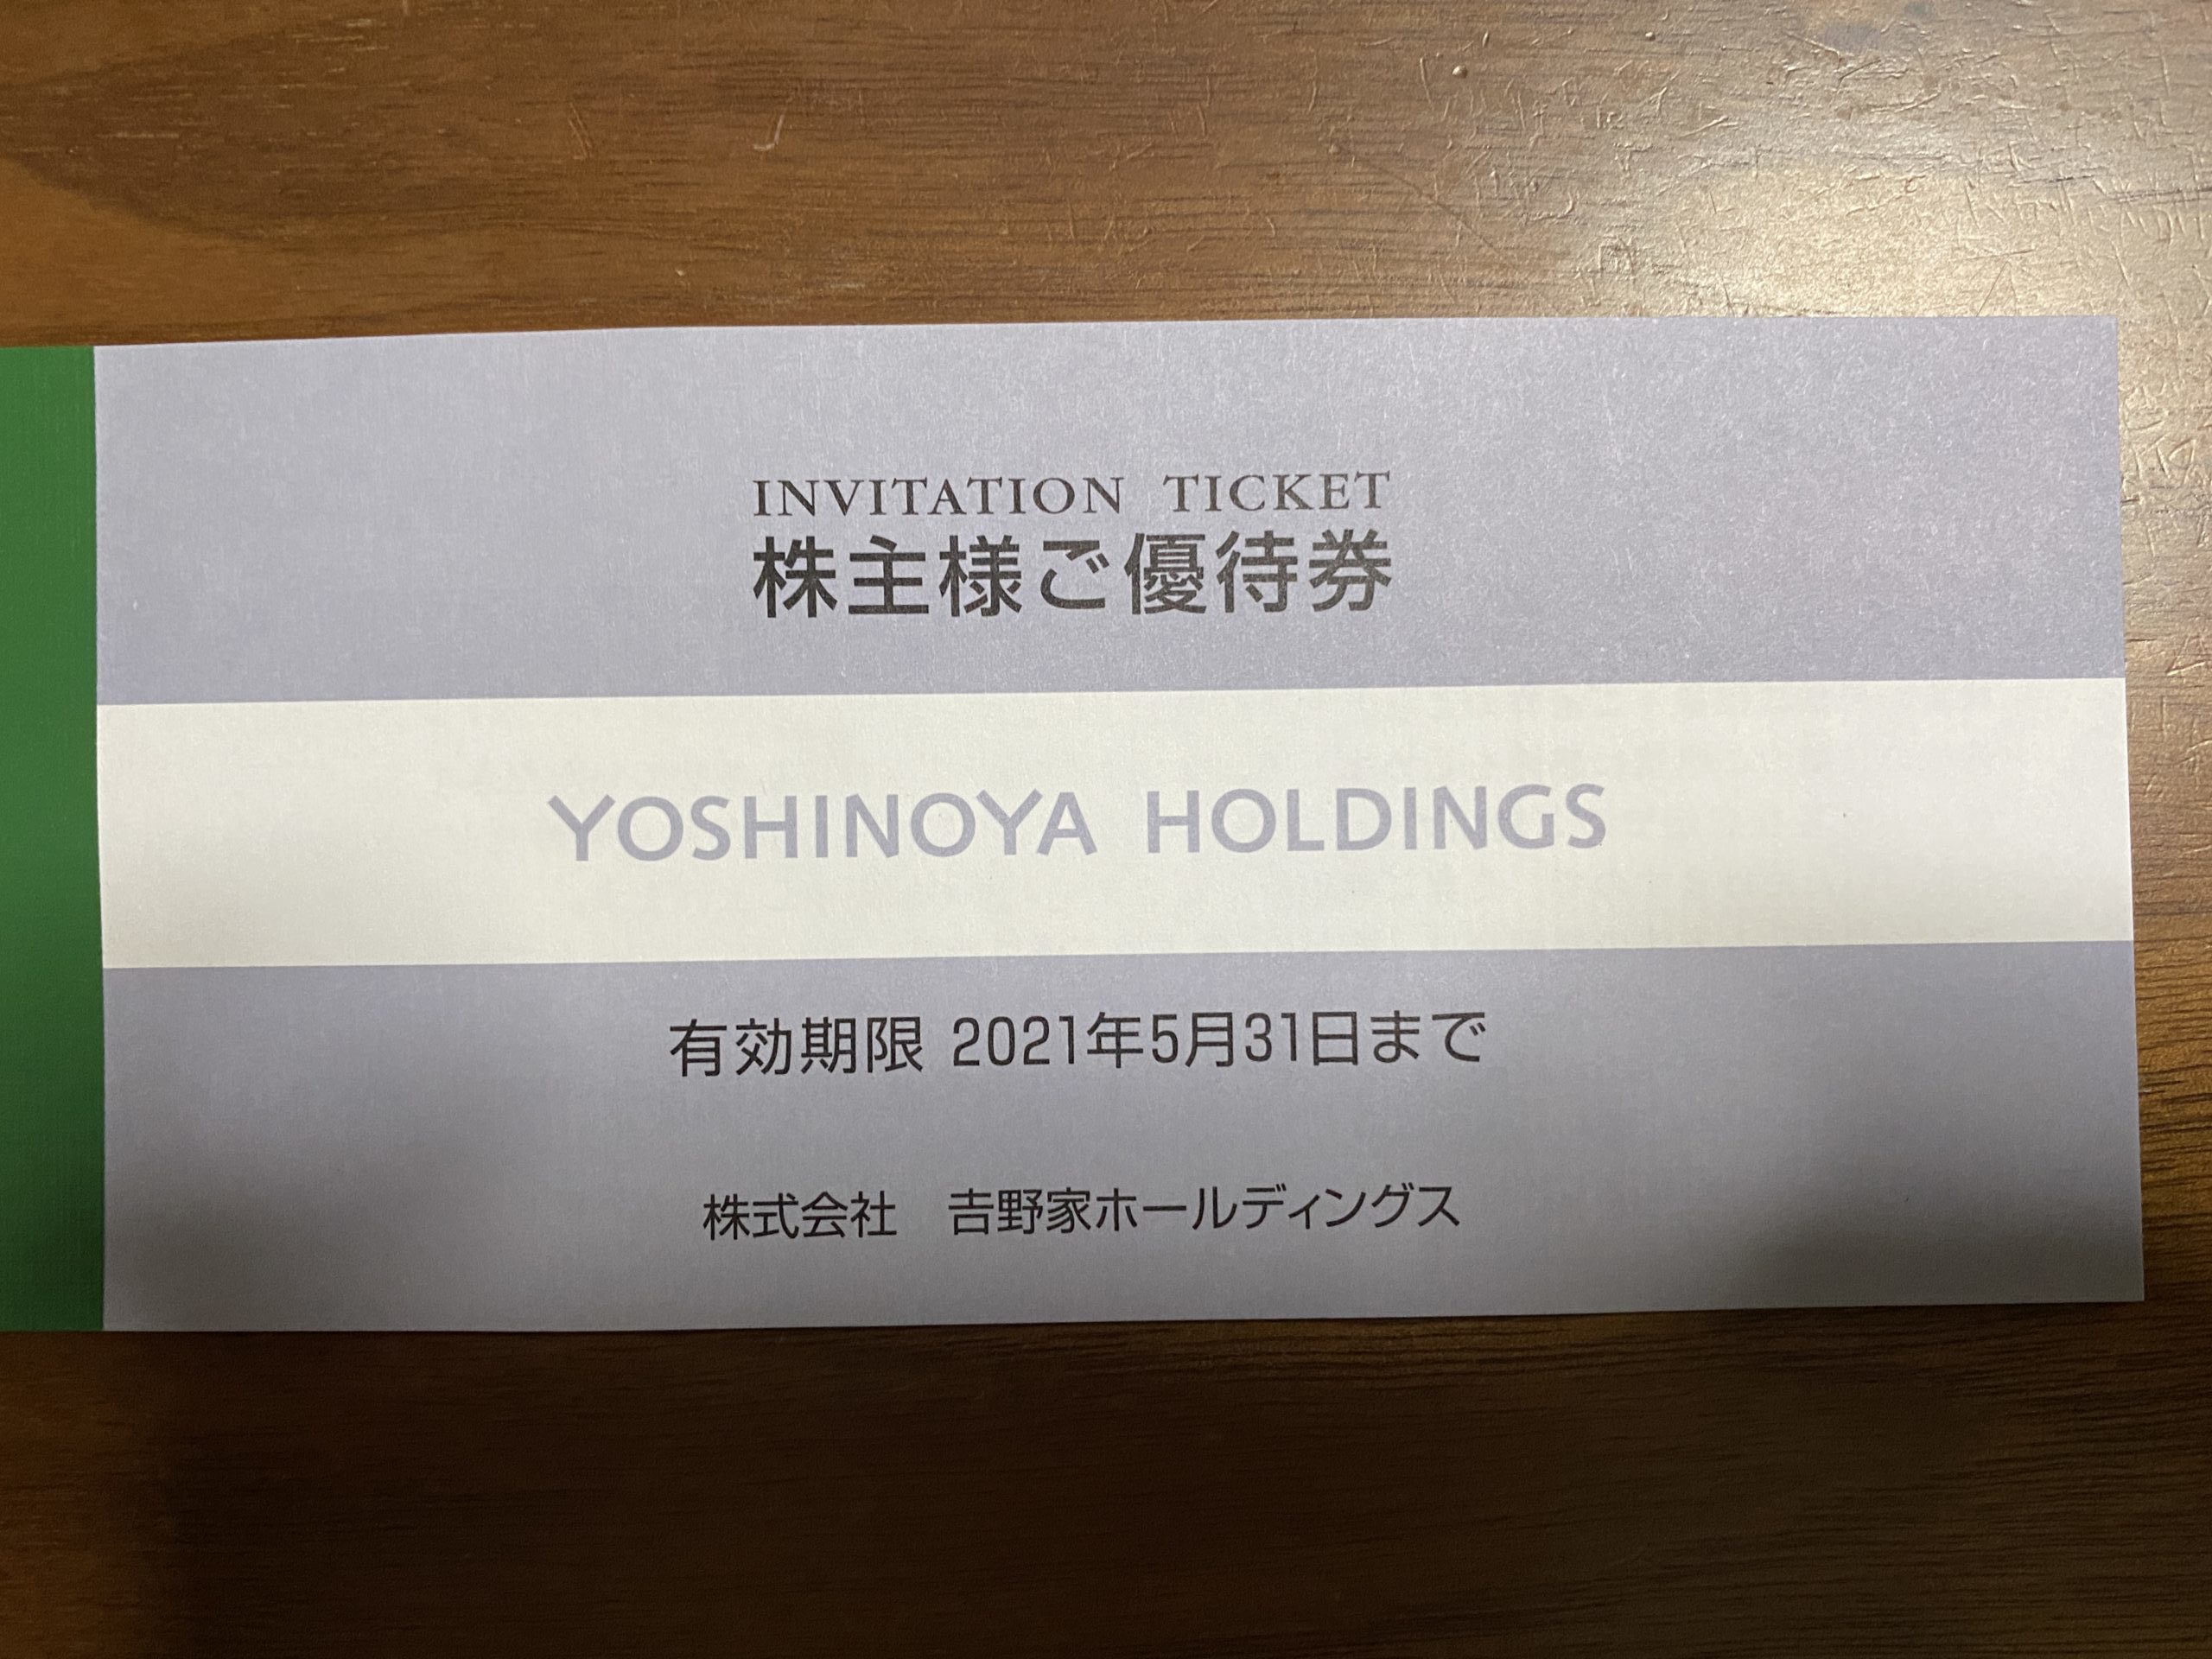 INVITATION TICKET
株主様ご優待券
YOSHINOYA HOLDINGS
有効期限 2021年5月31日まで
株式会社　𠮷野家ホールディングス